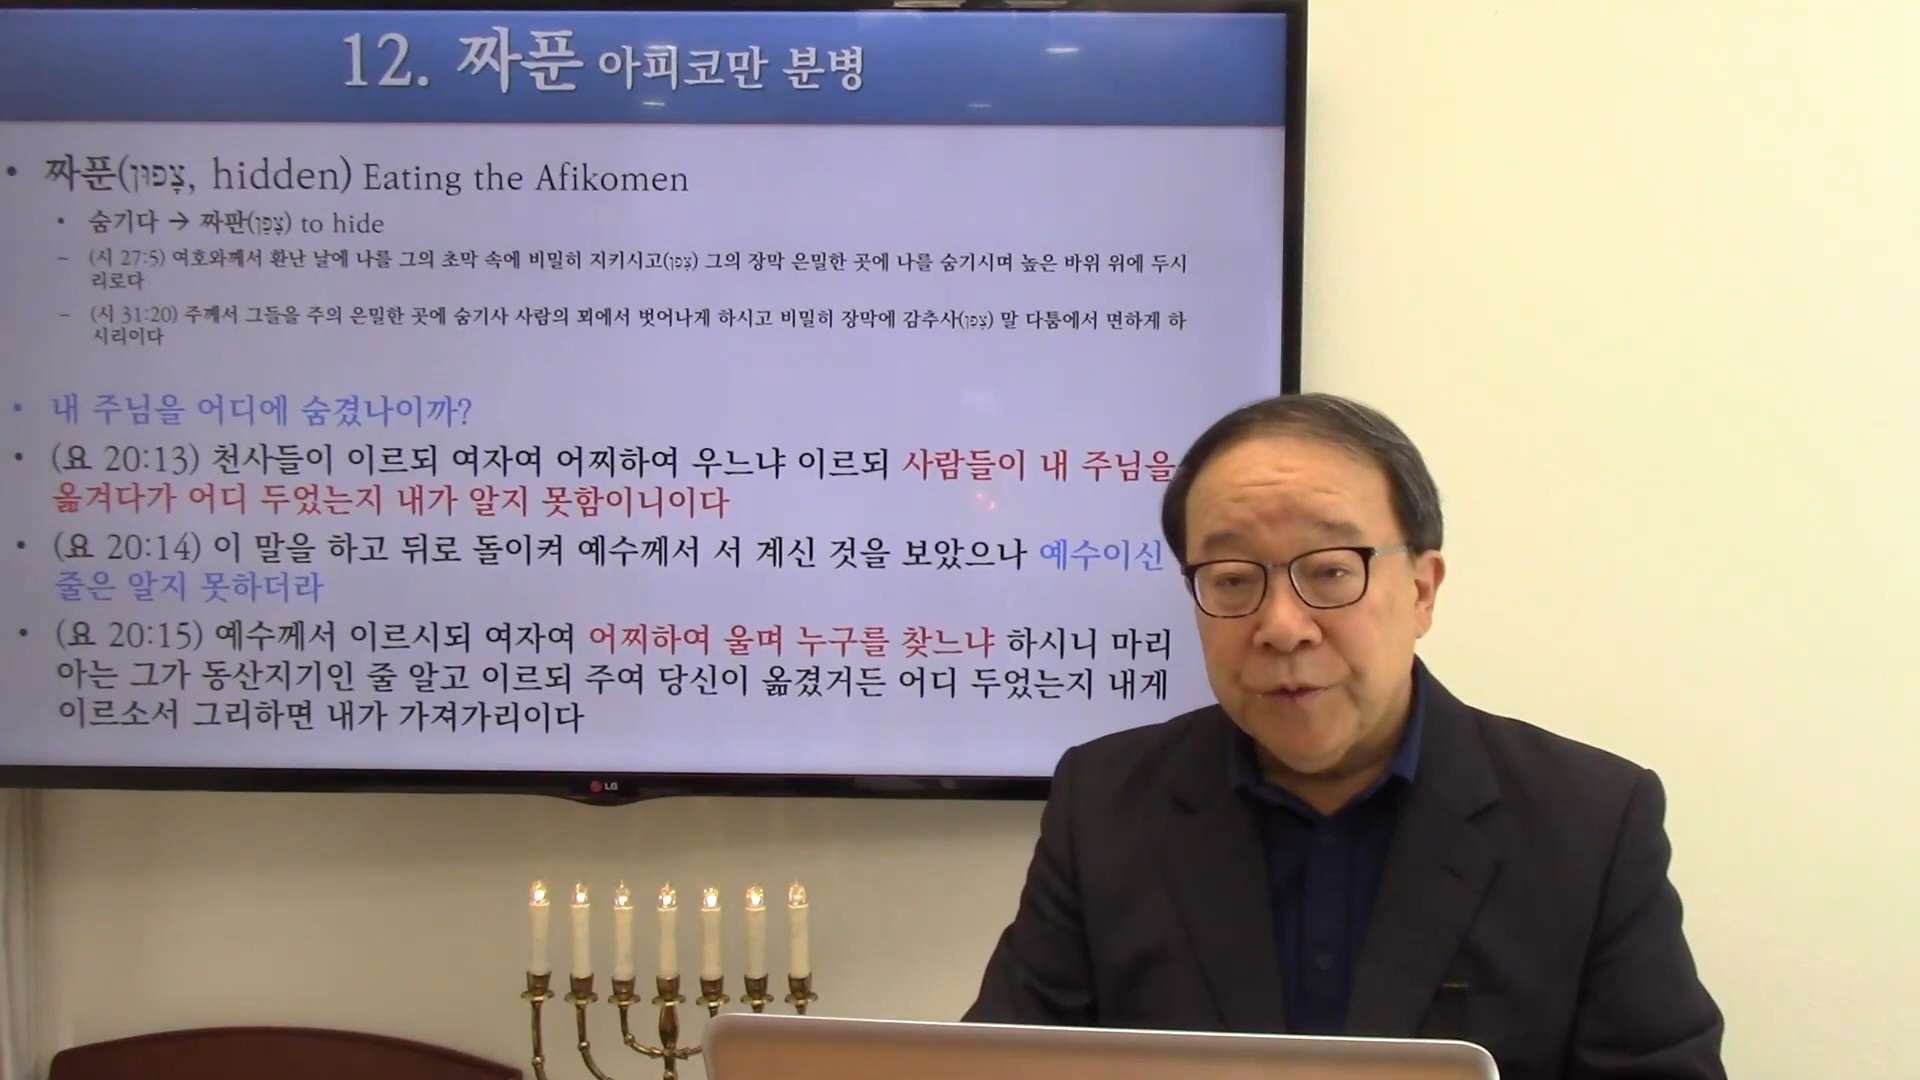 12. 짜푼 아피코만 분병
• 짜푼(צָפוּן, hidden) Eating the Afikomen
• 숨기다 → 짜판(צָפַן) to hide
– (시 27:5) 여호와께서 환난 날에 나를 그의 초막 속에 비밀히 지키시고(צפן) 그의 장막 은밀한 곳에 나를 숨기시며 높은 바위 위에 두시
리로다
– (시 31:20) 주께서 그들을 주의 은밀한 곳에 숨기사 사람의 꾀에서 벗어나게 하시고 비밀히 장막에 감추사(צפן) 말 다툼에서 면하게 하
시리이다
• 내 주님을 어디에 숨겼나이까?
• (요 20:13) 천사들이 이르되 여자여 어찌하여 우느냐 이르되 사람들이 내 주님을
옮겨다가 어디 두었는지 내가 알지 못함이니이다
• (요 20:14) 이 말을 하고 뒤로 돌이켜 예수께서 서 계신 것을 보았으나 예수이신
줄은 알지 못하더라
• (요 20:15) 예수께서 이르시되 여자여 어찌하여 울며 누구를 찾느냐 하시니 마리
아는 그가 동산지기인 줄 알고 이르되 주여 당신이 옮겼거든 어디 두었는지 내게
이르소서 그리하면 내가 가져가리이다
LG